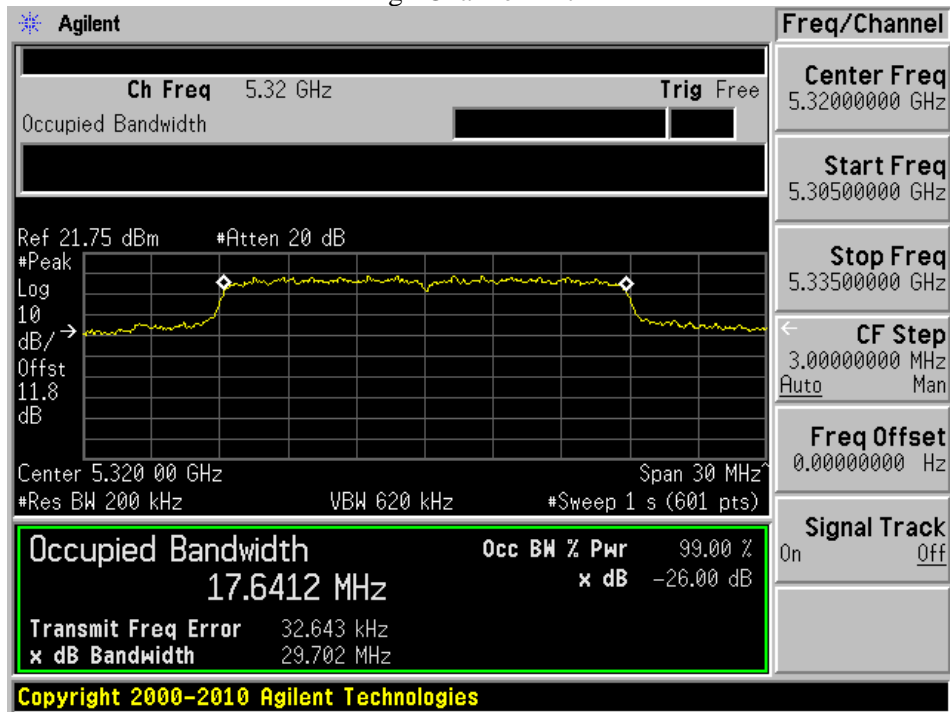 Agilent
Freq/Channel
Ch Freq 5.32 GHz Trig Free
Occupied Bandwidth
Center Freq
5.32000000 GHz
Start Freq
5.30500000 GHz
Stop Freq
5.33500000 GHz
CF Step
3.00000000 MHz
Auto Man
Freq Offset
0.00000000 Hz
Signal Track
On Off
Ref 21.75 dBm #Atten 20 dB
#Peak
Log
10
dB/
Offst
11.8
dB
Center 5.320 00 GHz Span 30 MHz^
#Res BW 200 kHz VBW 620 kHz #Sweep 1 s (601 pts)
Occupied Bandwidth Occ BW % Pwr 99.00 %
17.6412 MHz x dB -26.00 dB
Transmit Freq Error 32.643 kHz
x dB Bandwidth 29.702 MHz
Copyright 2000-2010 Agilent Technologies